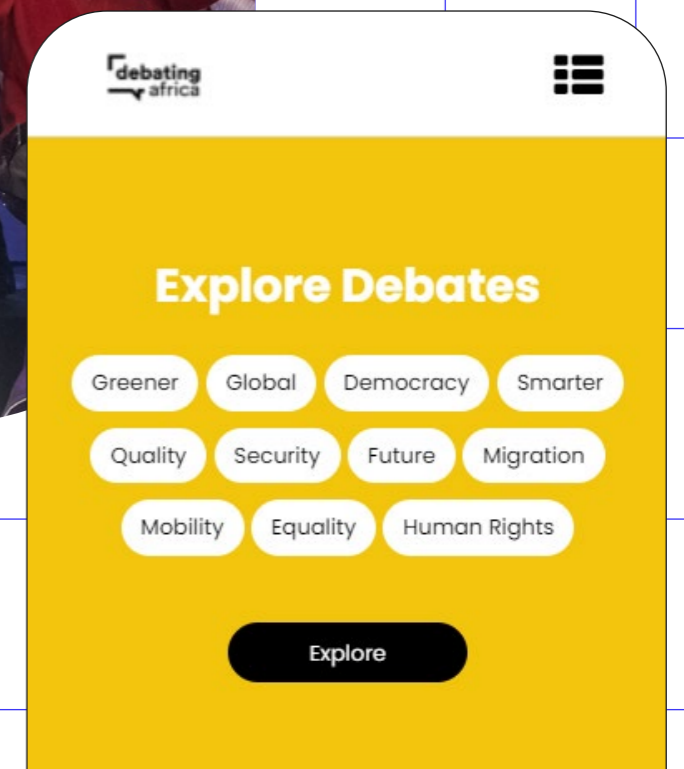 debating
africa
Explore Debates
Greener Global Democracy Smarter
Quality Security Future Migration
Mobility Equality Human Rights
Explore